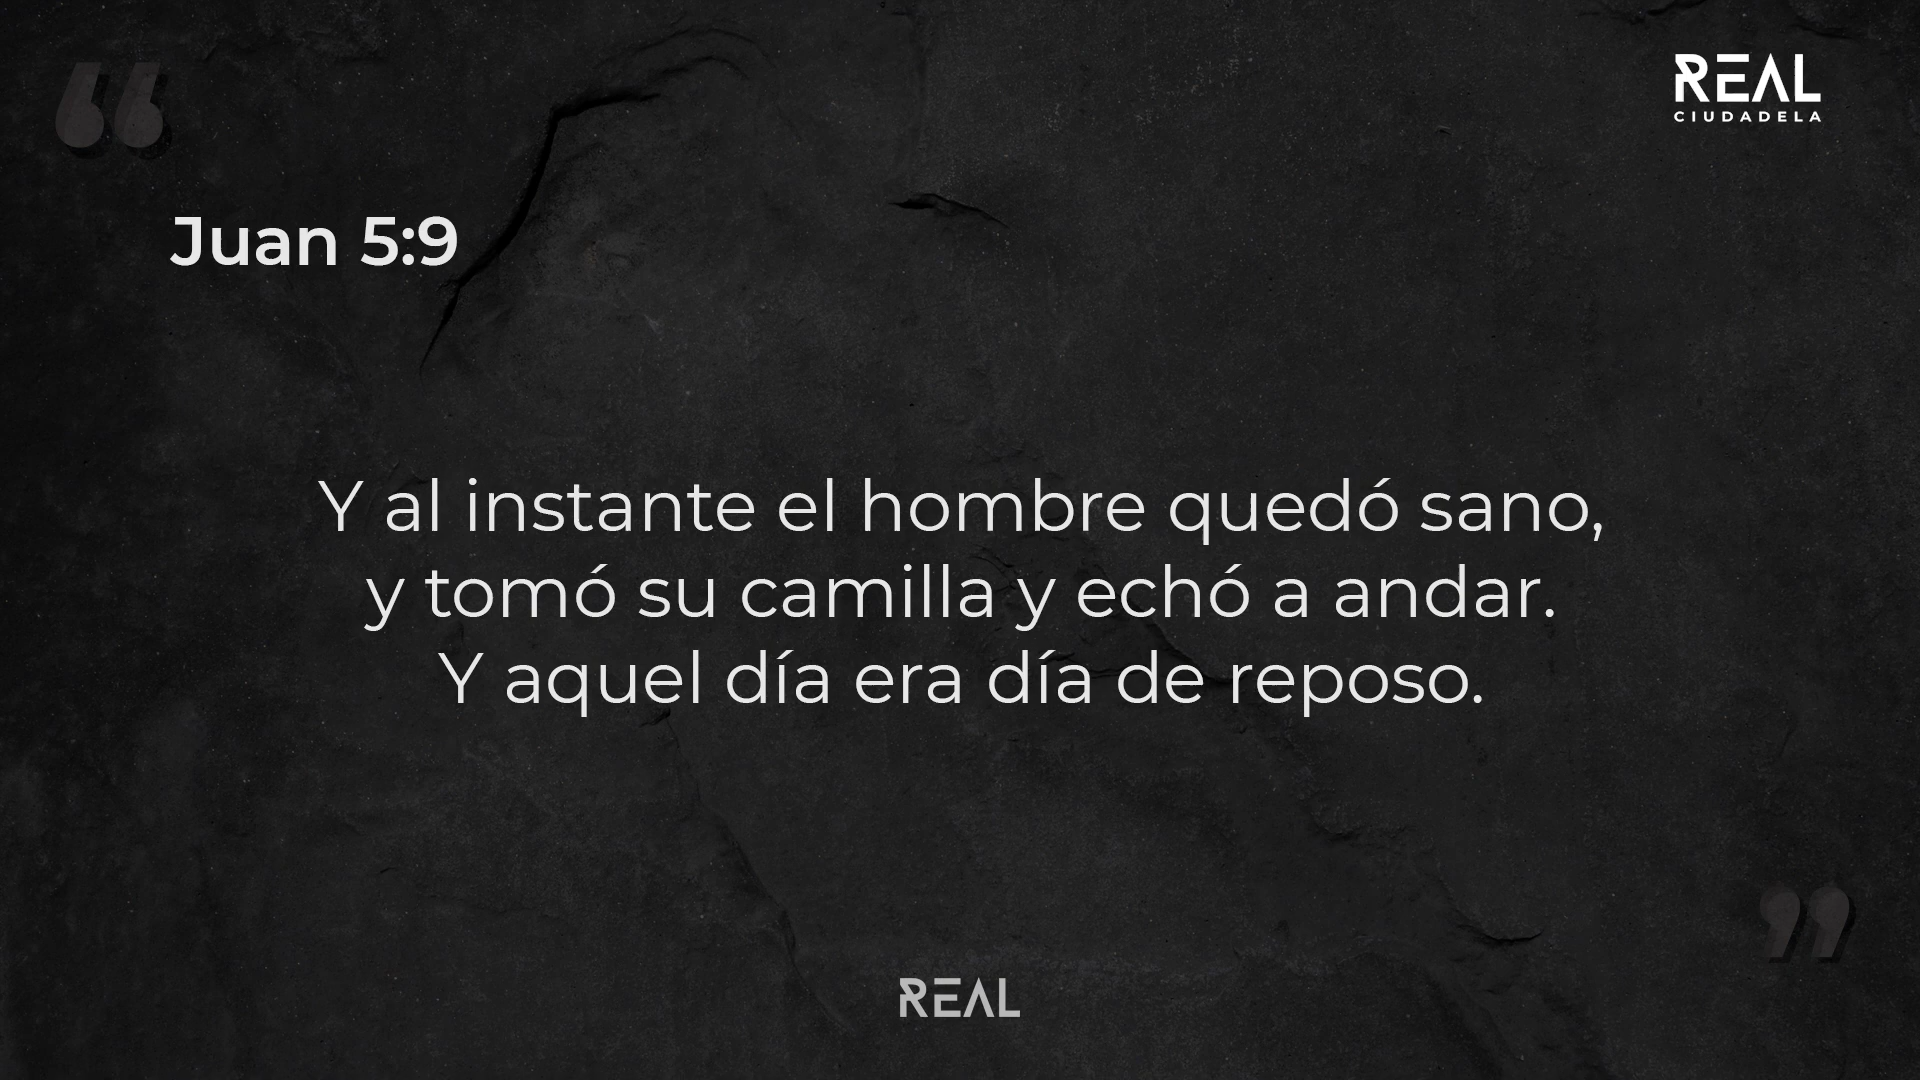 REAL
CIUDADELA
Juan 5:9
Y al instante el hombre quedó sano,
y tomó su camilla y echó a andar.
Y aquel día era día de reposo.
REAL